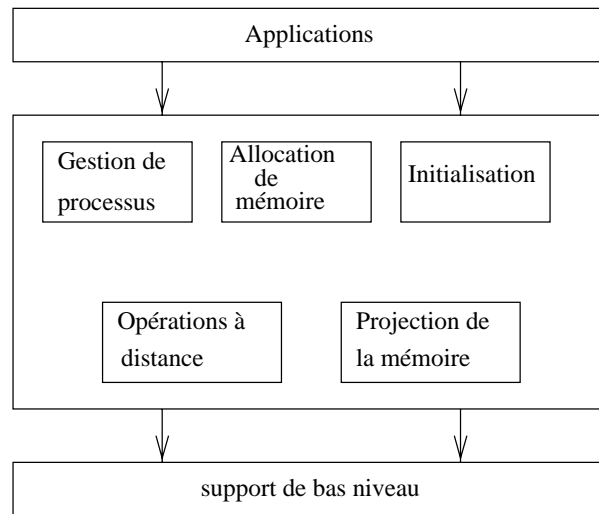 Applications
Gestion de
processus
Allocation
de
mémoire
Initialisation
Opérations à
distance
Projection de
la mémoire
support de bas niveau